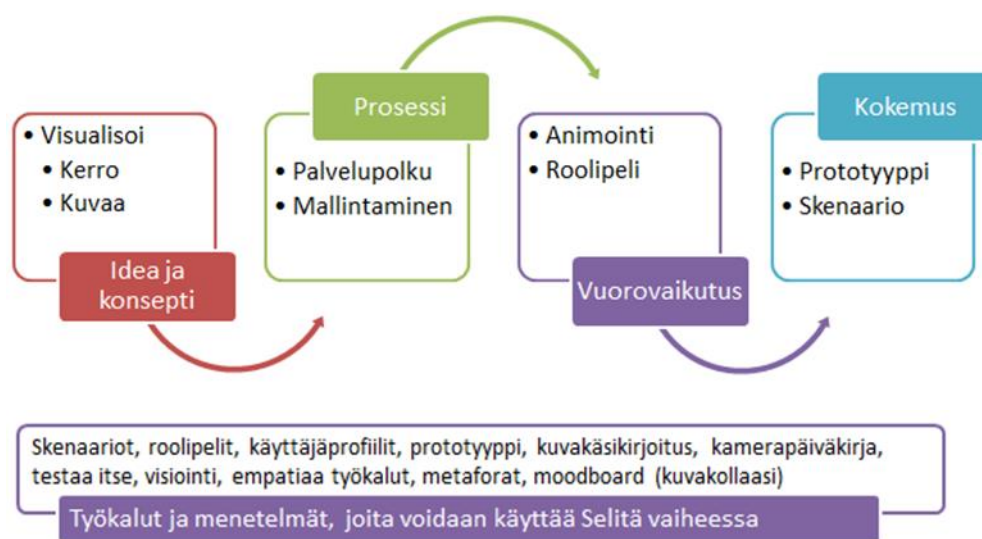 • Visualisoi
• Kerro
• Kuvaa
Idea ja
konsepti
Prosessi
• Palvelupolku
• Mallintaminen
• Animointi
• Roolipeli
Vuorovaikutus
Kokemus
• Prototyyppi
• Skenaario
Skenaariot, roolipelit, käyttäjäprofiilit, prototyyppi, kuvakäsikirjoitus, kamerapäiväkirja,
testaa itse, visiointi, empatiaa työkalut, metaforat, moodboard (kuvakollaasi)
Työkalut ja menetelmät, joita voidaan käyttää Selitä vaiheessa